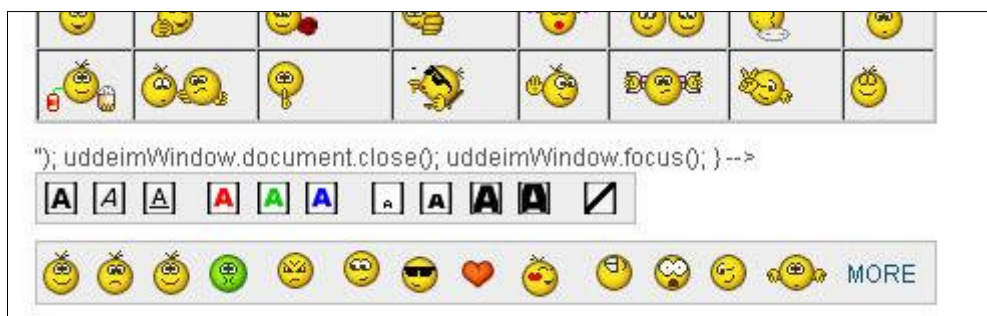 "); uddeimWindow.document.close(); uddeimWindow.focus(); } -->
A A A A A A A A A A
MORE